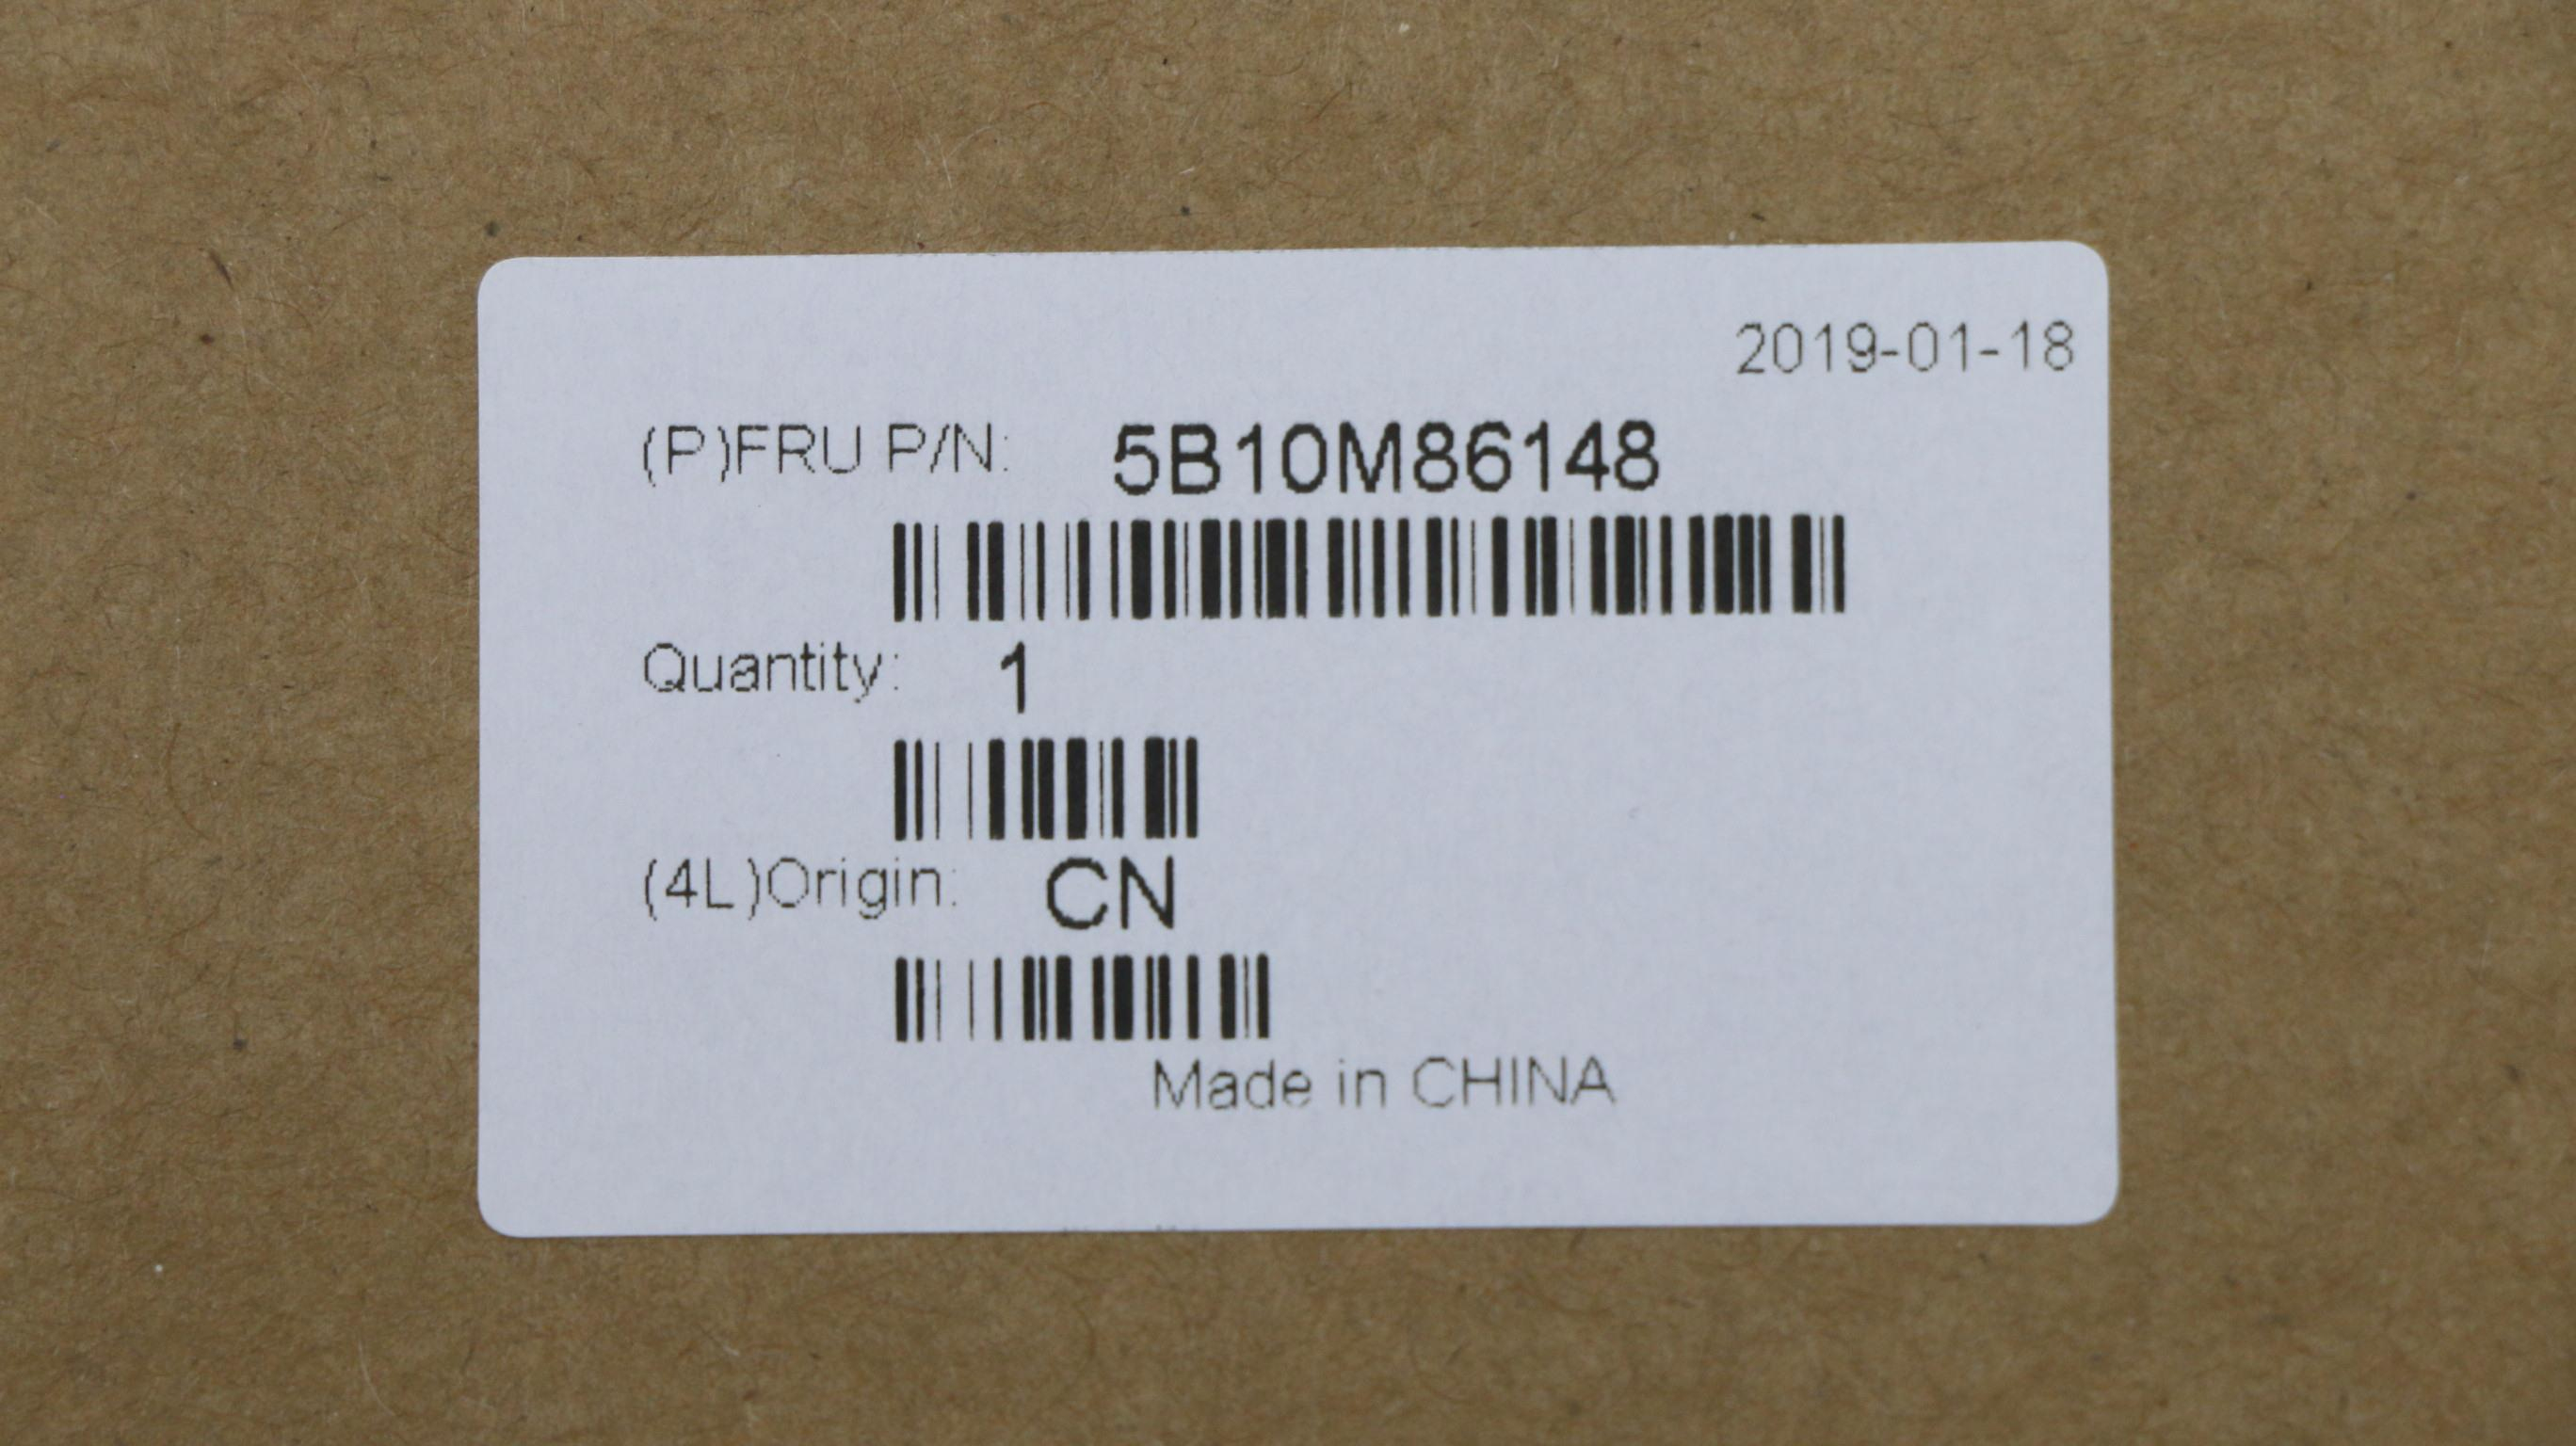 2019-01-18
(P)FRU P/N: 5B10M86148
Quantity: 1
(4L)Origin: CN
Made in CHINA